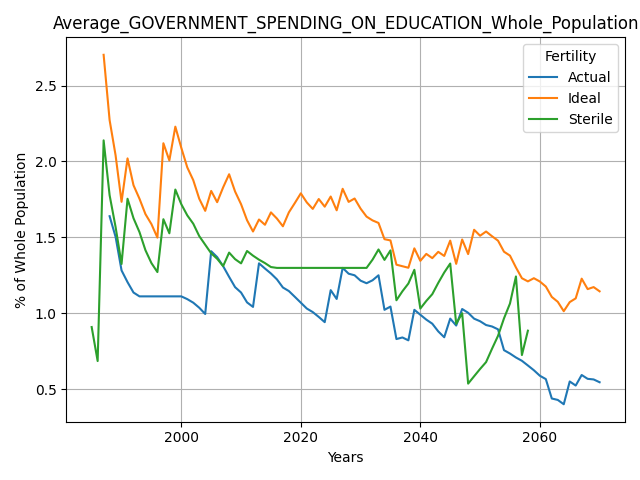 Average_GOVERNMENT_SPENDING_ON_EDUCATION_Whole_Population
Fertility
Actual
Ideal
Sterile
% of Whole Population
2.5
2.0
1.5
1.0
0.5
2000 2020 2040 2060
Years